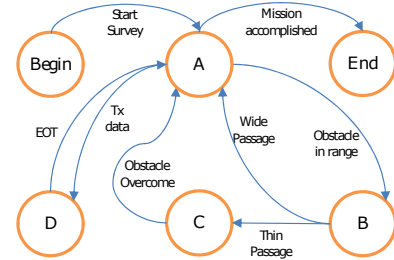 Start
Survey
Mission
accomplished
Begin
A
End
EOT
Tx
data
Wide
Passage
Obstacle
in range
Obstacle
Overcome
D
C
B
Thin
Passage